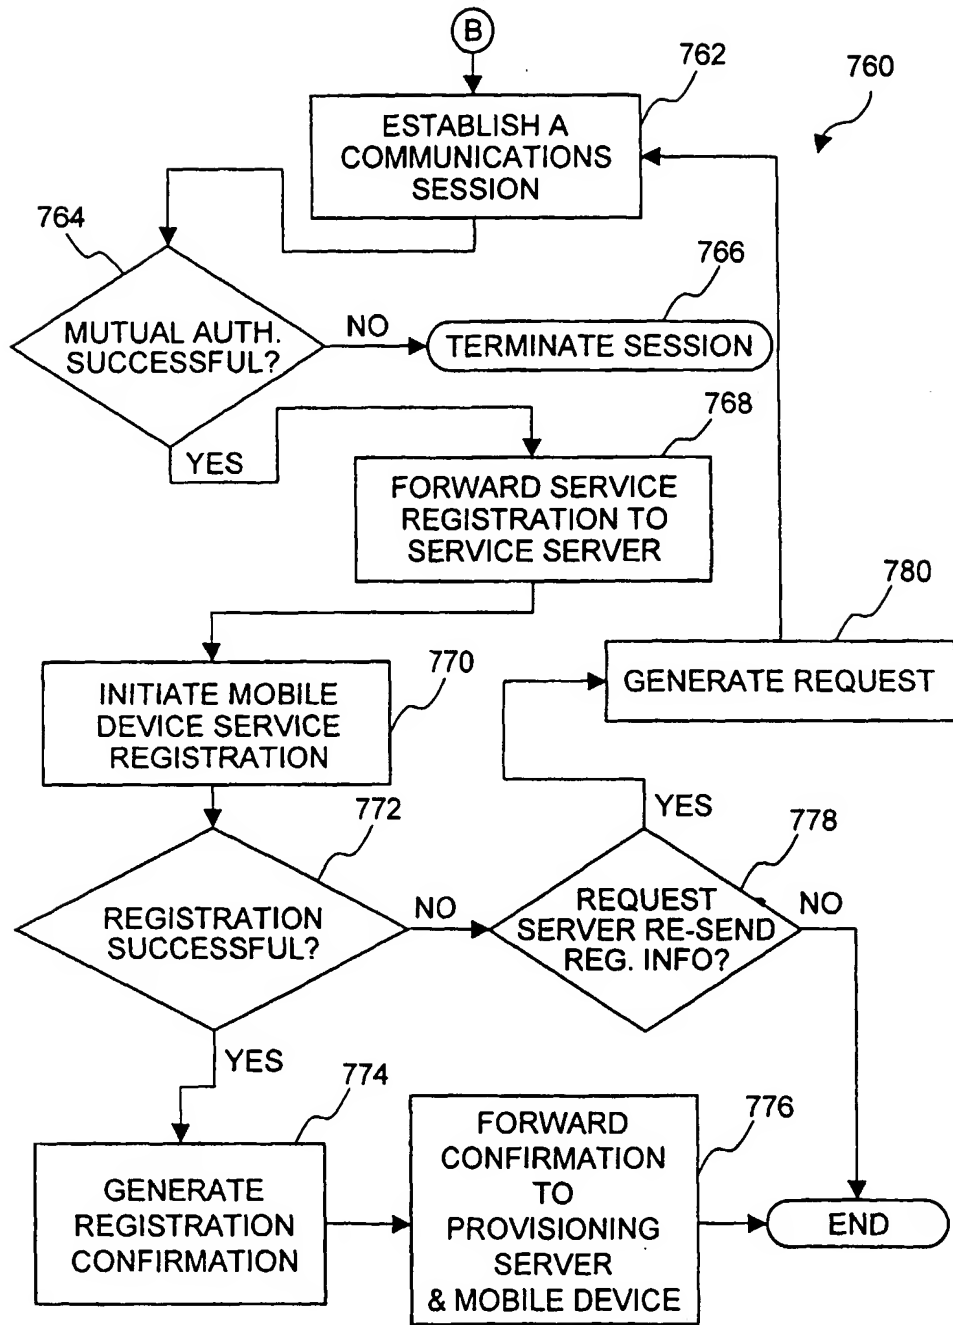 B
762
760
ESTABLISH A
COMMUNICATIONS
SESSION
764
766
MUTUAL AUTH.
SUCCESSFUL?
NO
TERMINATE SESSION
768
YES
FORWARD SERVICE
REGISTRATION TO
SERVICE SERVER
780
770
GENERATE REQUEST
INITIATE MOBILE
DEVICE SERVICE
REGISTRATION
772
YES
778
REGISTRATION
SUCCESSFUL?
NO
REQUEST
SERVER RE-SEND
REG. INFO?
NO
YES
774
776
GENERATE
REGISTRATION
CONFIRMATION
FORWARD
CONFIRMATION
TO
PROVISIONING
SERVER
& MOBILE DEVICE
END